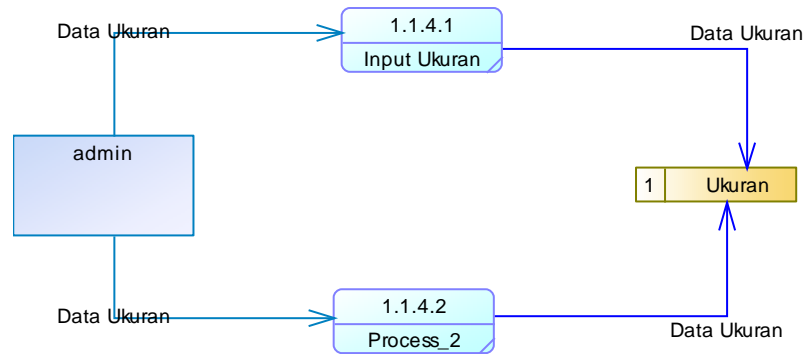 1.1.4.1
Data Ukuran
Input Ukuran
Data Ukuran
admin
1
Ukuran
1.1.4.2
Data Ukuran
Process_2
Data Ukuran